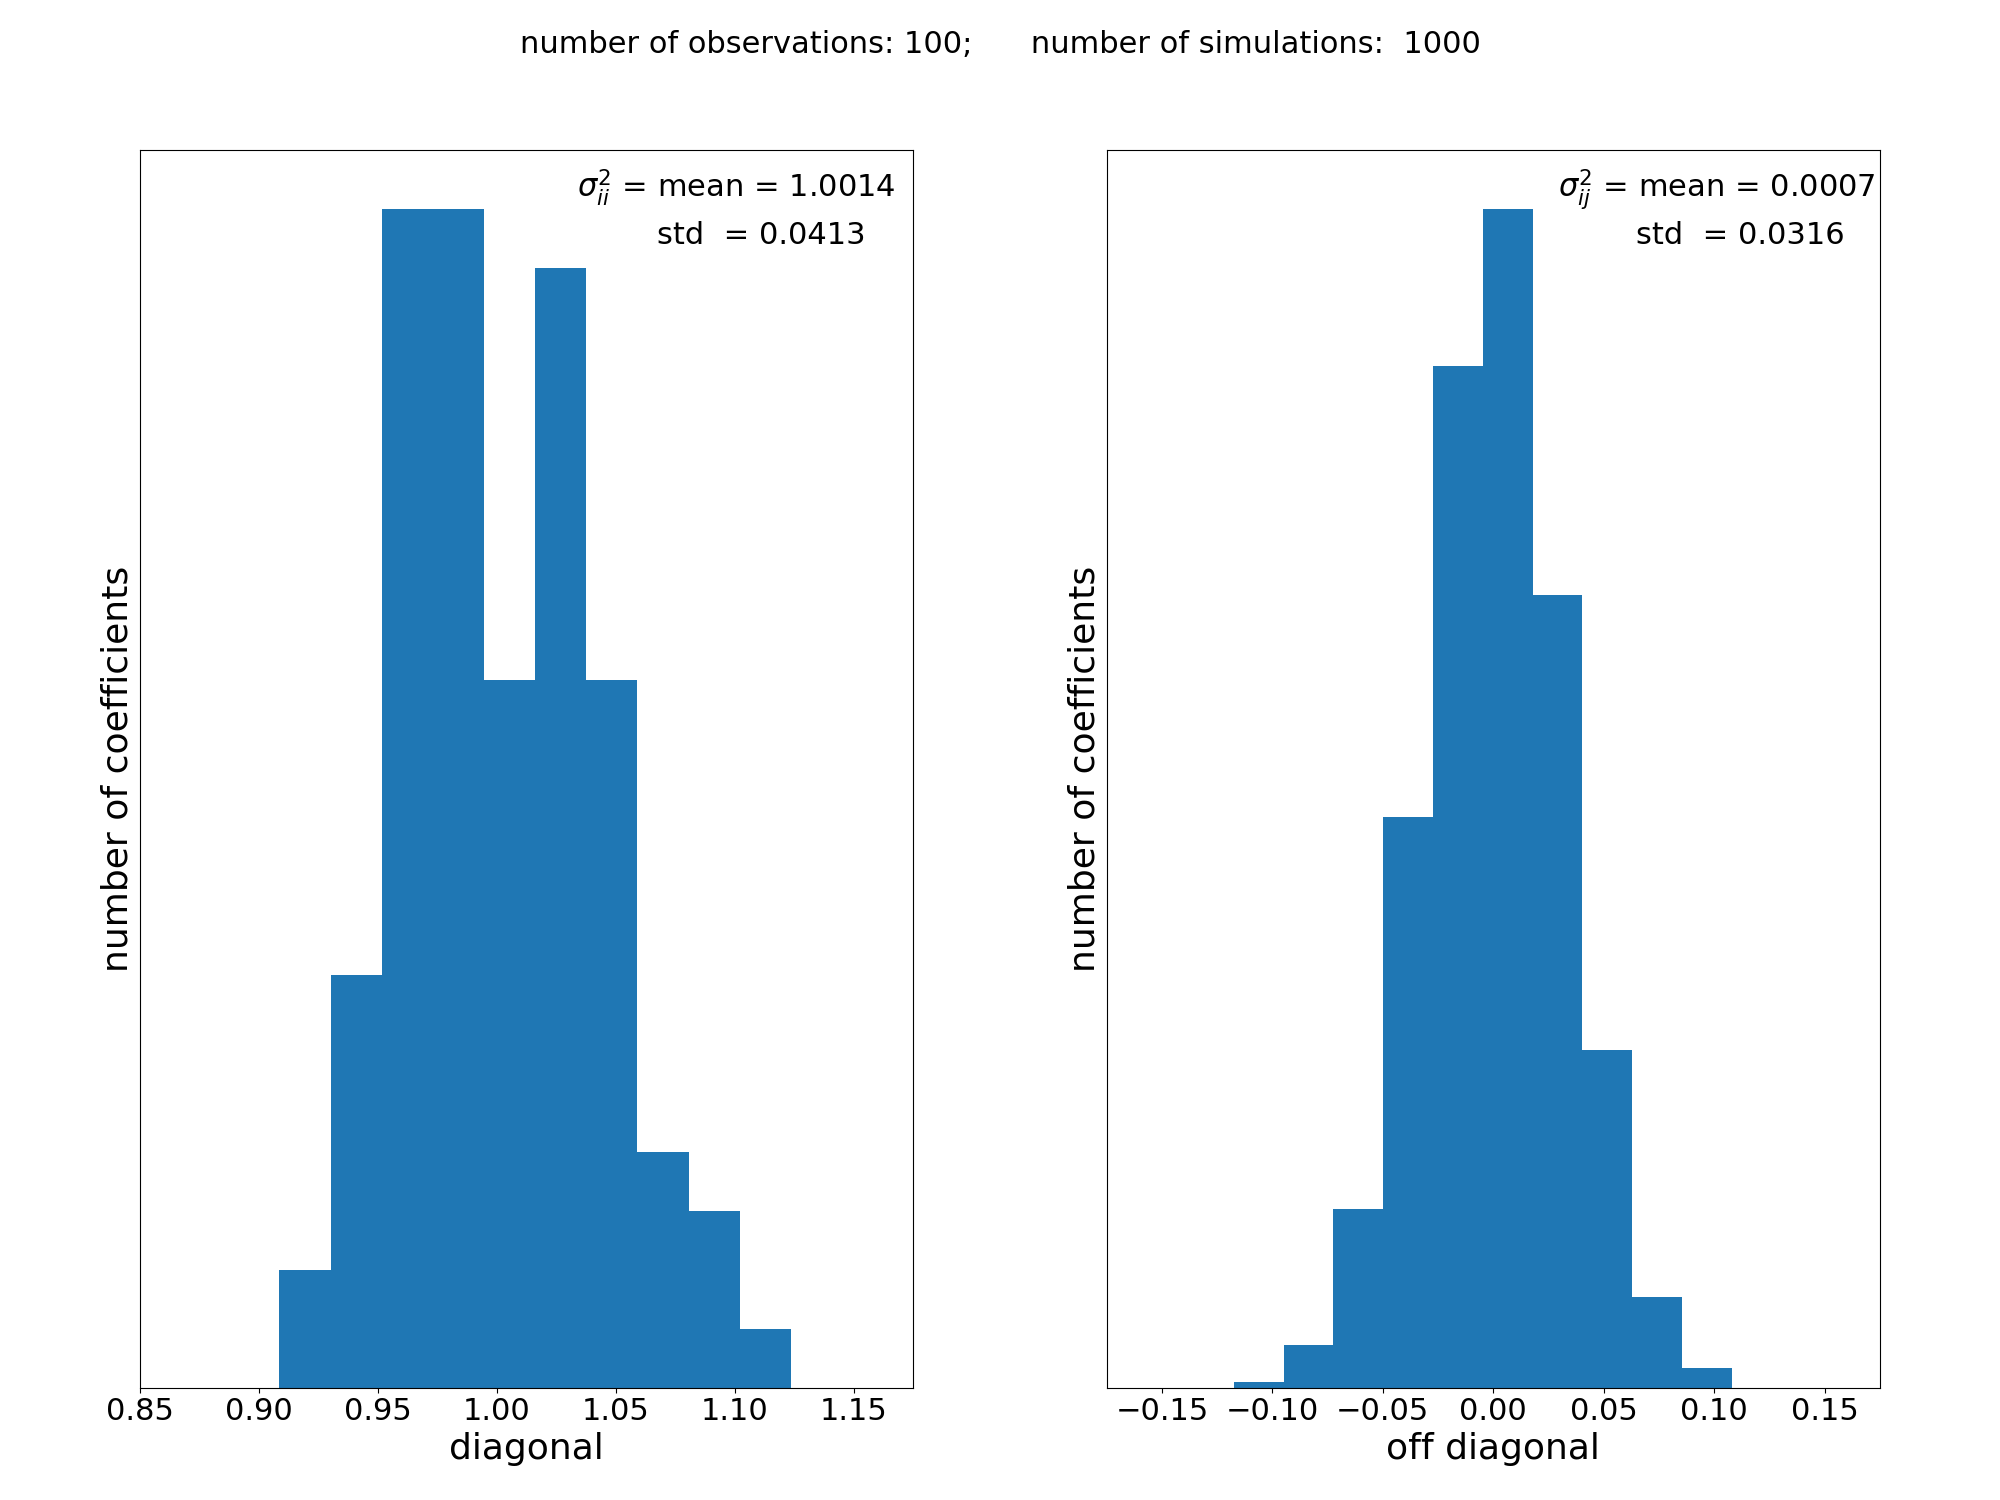 number of observations: 100;      number of simulations:  1000
σ²ᵢᵢ = mean = 1.0014
std  = 0.0413
number of coefficients
0.85 0.90 0.95 1.00 1.05 1.10 1.15
diagonal
σ²ᵢⱼ = mean = 0.0007
std  = 0.0316
number of coefficients
−0.15 −0.10 −0.05 0.00 0.05 0.10 0.15
off diagonal